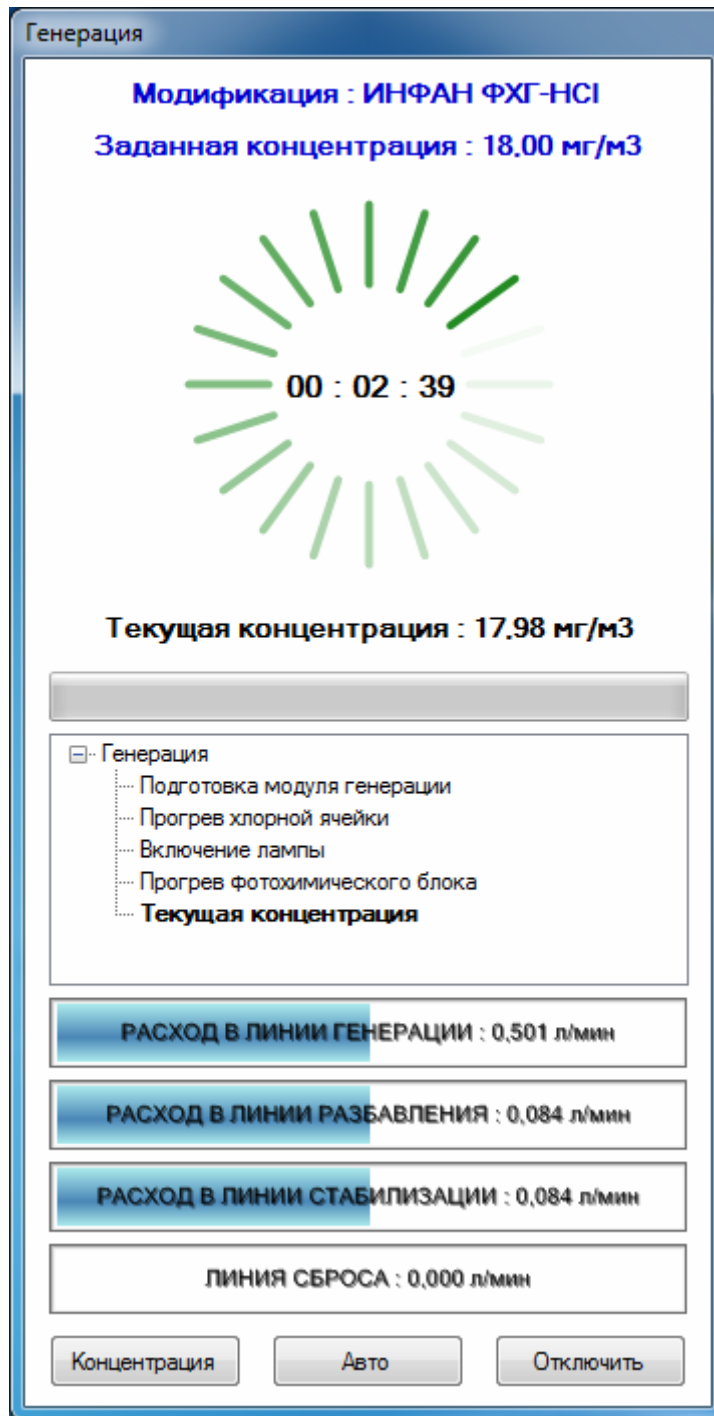 Генерация
Модификация : ИНФАН ФХГ-HCl
Заданная концентрация : 18,00 мг/м3
00 : 02 : 39
Текущая концентрация : 17,98 мг/м3
Генерация
Подготовка модуля генерации
Прогрев хлорной ячейки
Включение лампы
Прогрев фотохимического блока
Текущая концентрация
РАСХОД В ЛИНИИ ГЕНЕРАЦИИ : 0,501 л/мин
РАСХОД В ЛИНИИ РАЗБАВЛЕНИЯ : 0,084 л/мин
РАСХОД В ЛИНИИ СТАБИЛИЗАЦИИ : 0,084 л/мин
ЛИНИЯ СБРОСА : 0,000 л/мин
Концентрация Авто Отключить